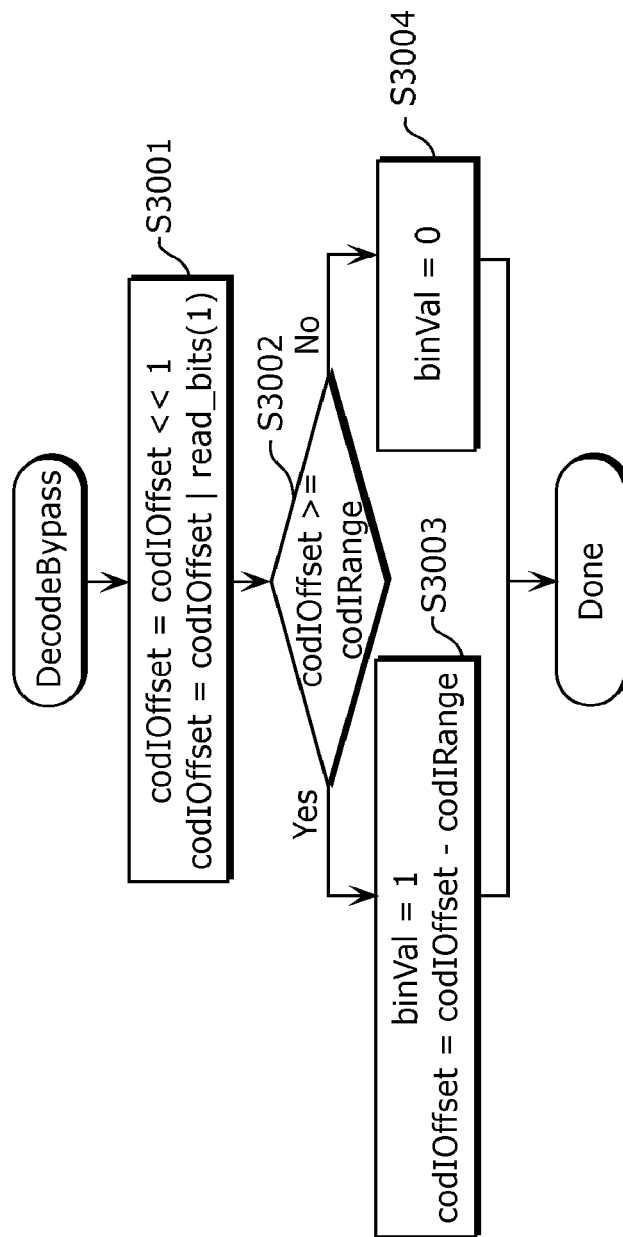 DecodeBypass
S3001
codIOffset = codIOffset << 1
codIOffset = codIOffset | read_bits(1)
S3002
codIOffset >=
codIRange
Yes
No
S3003
binVal = 1
codIOffset = codIOffset - codIRange
S3004
binVal = 0
Done